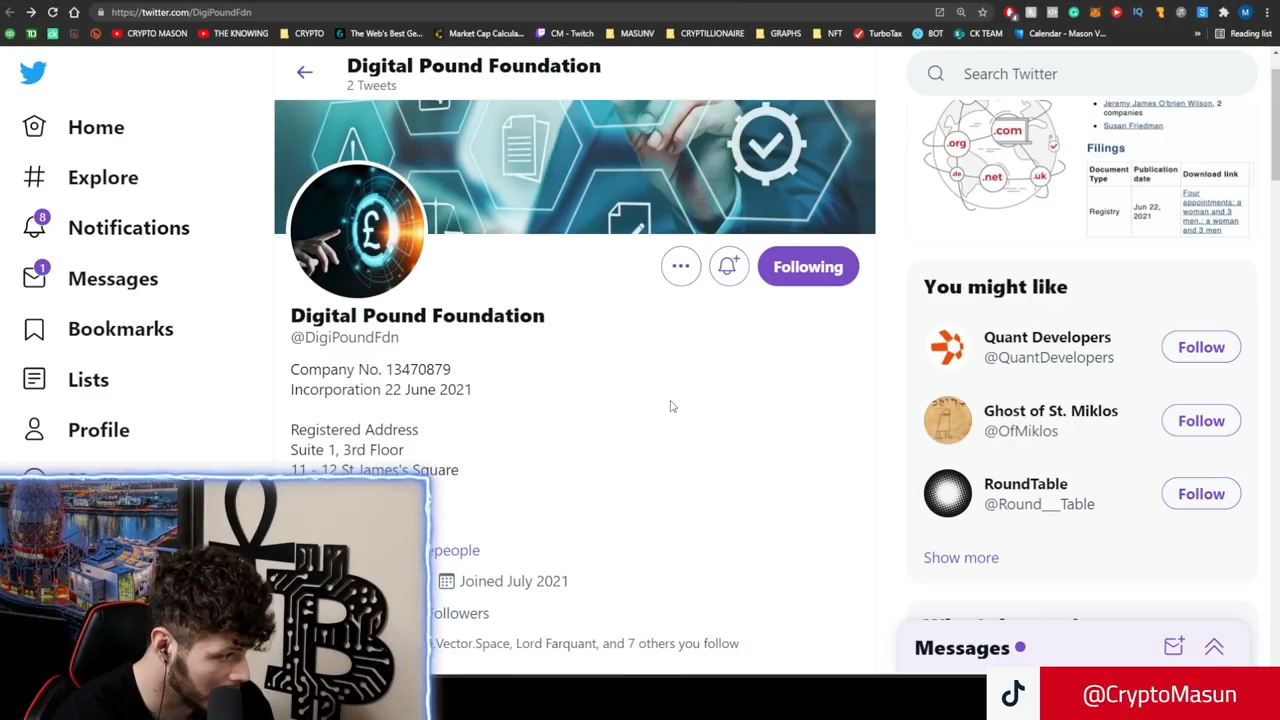 https://twitter.com/DigiPoundFdn
CRYPTO MASON
THE KNOWING
CRYPTO
The Web's Best Ge...
Market Cap Calcula...
CM - Twitch
MASUNV
CRYPTILLIONAIRE
GRAPHS
NFT
TurboTax
BOT
CK TEAM
Calendar - Mason V...
»
Reading list
Digital Pound Foundation
2 Tweets
Search Twitter
Home
Explore
8
Notifications
1
Messages
Bookmarks
Lists
Profile
Following
Digital Pound Foundation
@DigiPoundFdn
Company No. 13470879
Incorporation 22 June 2021
Registered Address
Suite 1, 3rd Floor
11 - 12 St James's Square
people
Joined July 2021
ollowers
.Vector.Space, Lord Farquant, and 7 others you follow
.org
.com
.de
.net
.uk
Jeremy James O'brien Wilson, 2
companies
Susan Friedman
Filings
Document Type
Publication date
Download link
Registry
Jun 22, 2021
Four appointments: a woman and 3 men,; a woman and 3 men
You might like
Quant Developers
@QuantDevelopers
Follow
Ghost of St. Miklos
@OfMiklos
Follow
RoundTable
@Round___Table
Follow
Show more
Messages
@CryptoMasun